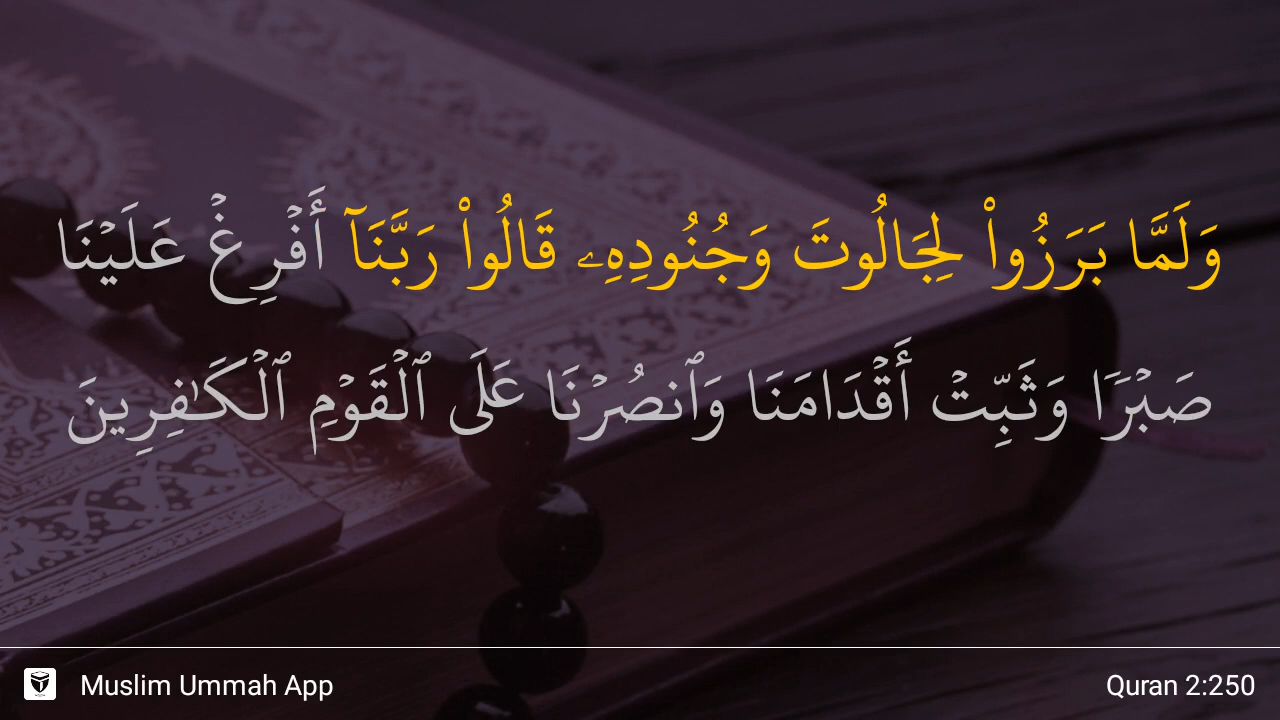 وَلَمَّا بَرَزُوا۟ لِجَالُوتَ وَجُنُودِهِۦ قَالُوا۟ رَبَّنَآ أَفْرِغْ عَلَيْنَا
صَبْرًا وَثَبِّتْ أَقْدَامَنَا وَٱنصُرْنَا عَلَى ٱلْقَوْمِ ٱلْكَـٰفِرِينَ
Muslim Ummah App
Quran 2:250